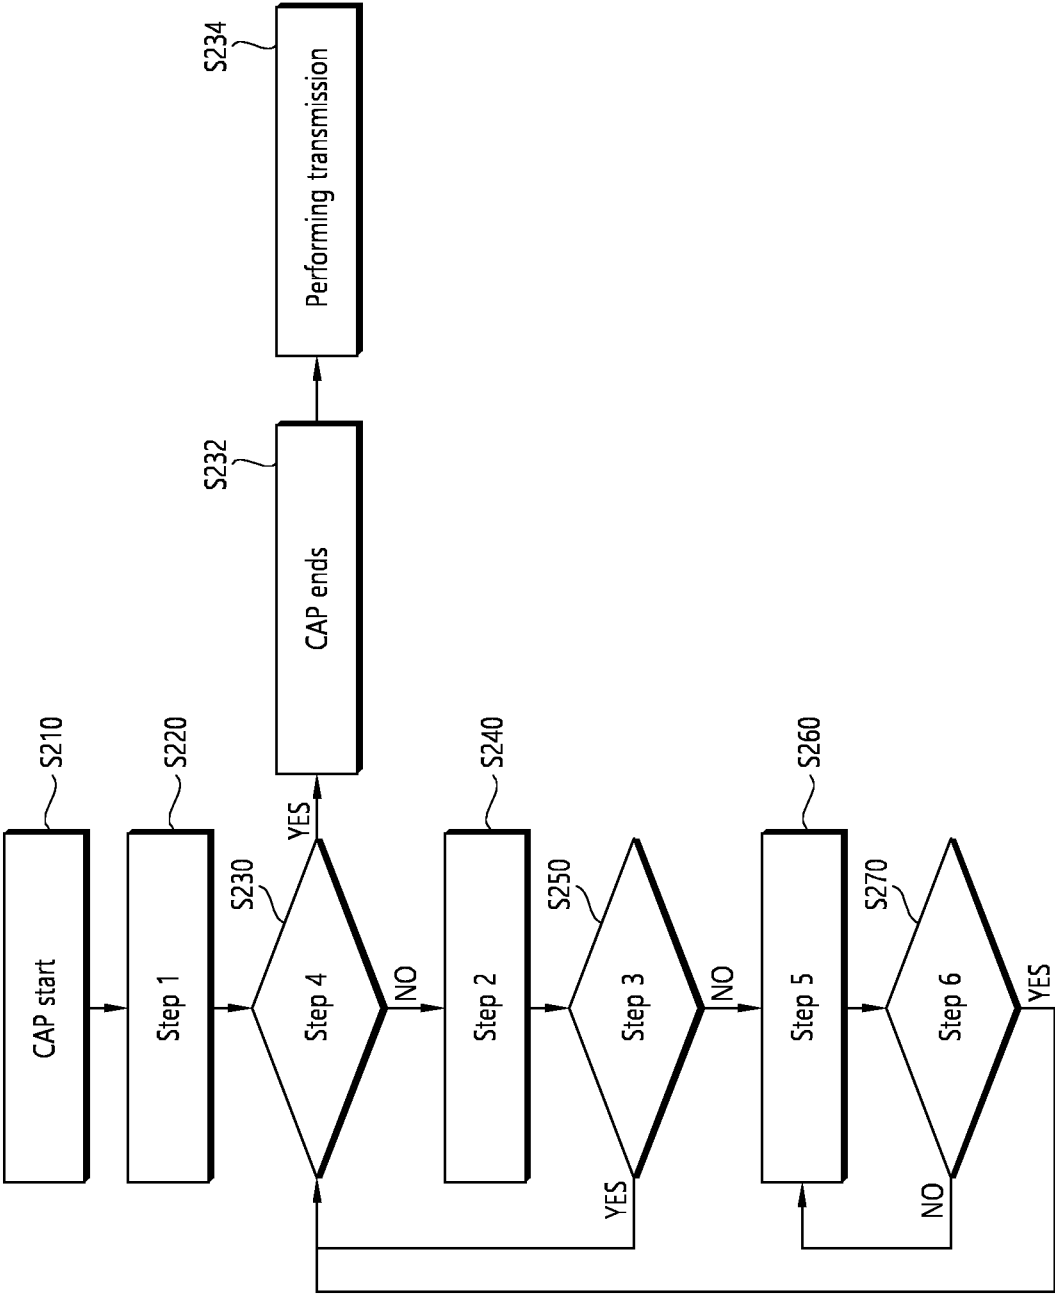 CAP start
S210
Step 1
S220
Step 4
S230
YES
CAP ends
S232
Performing transmission
S234
NO
Step 2
S240
Step 3
S250
YES
NO
Step 5
S260
Step 6
S270
NO
YES